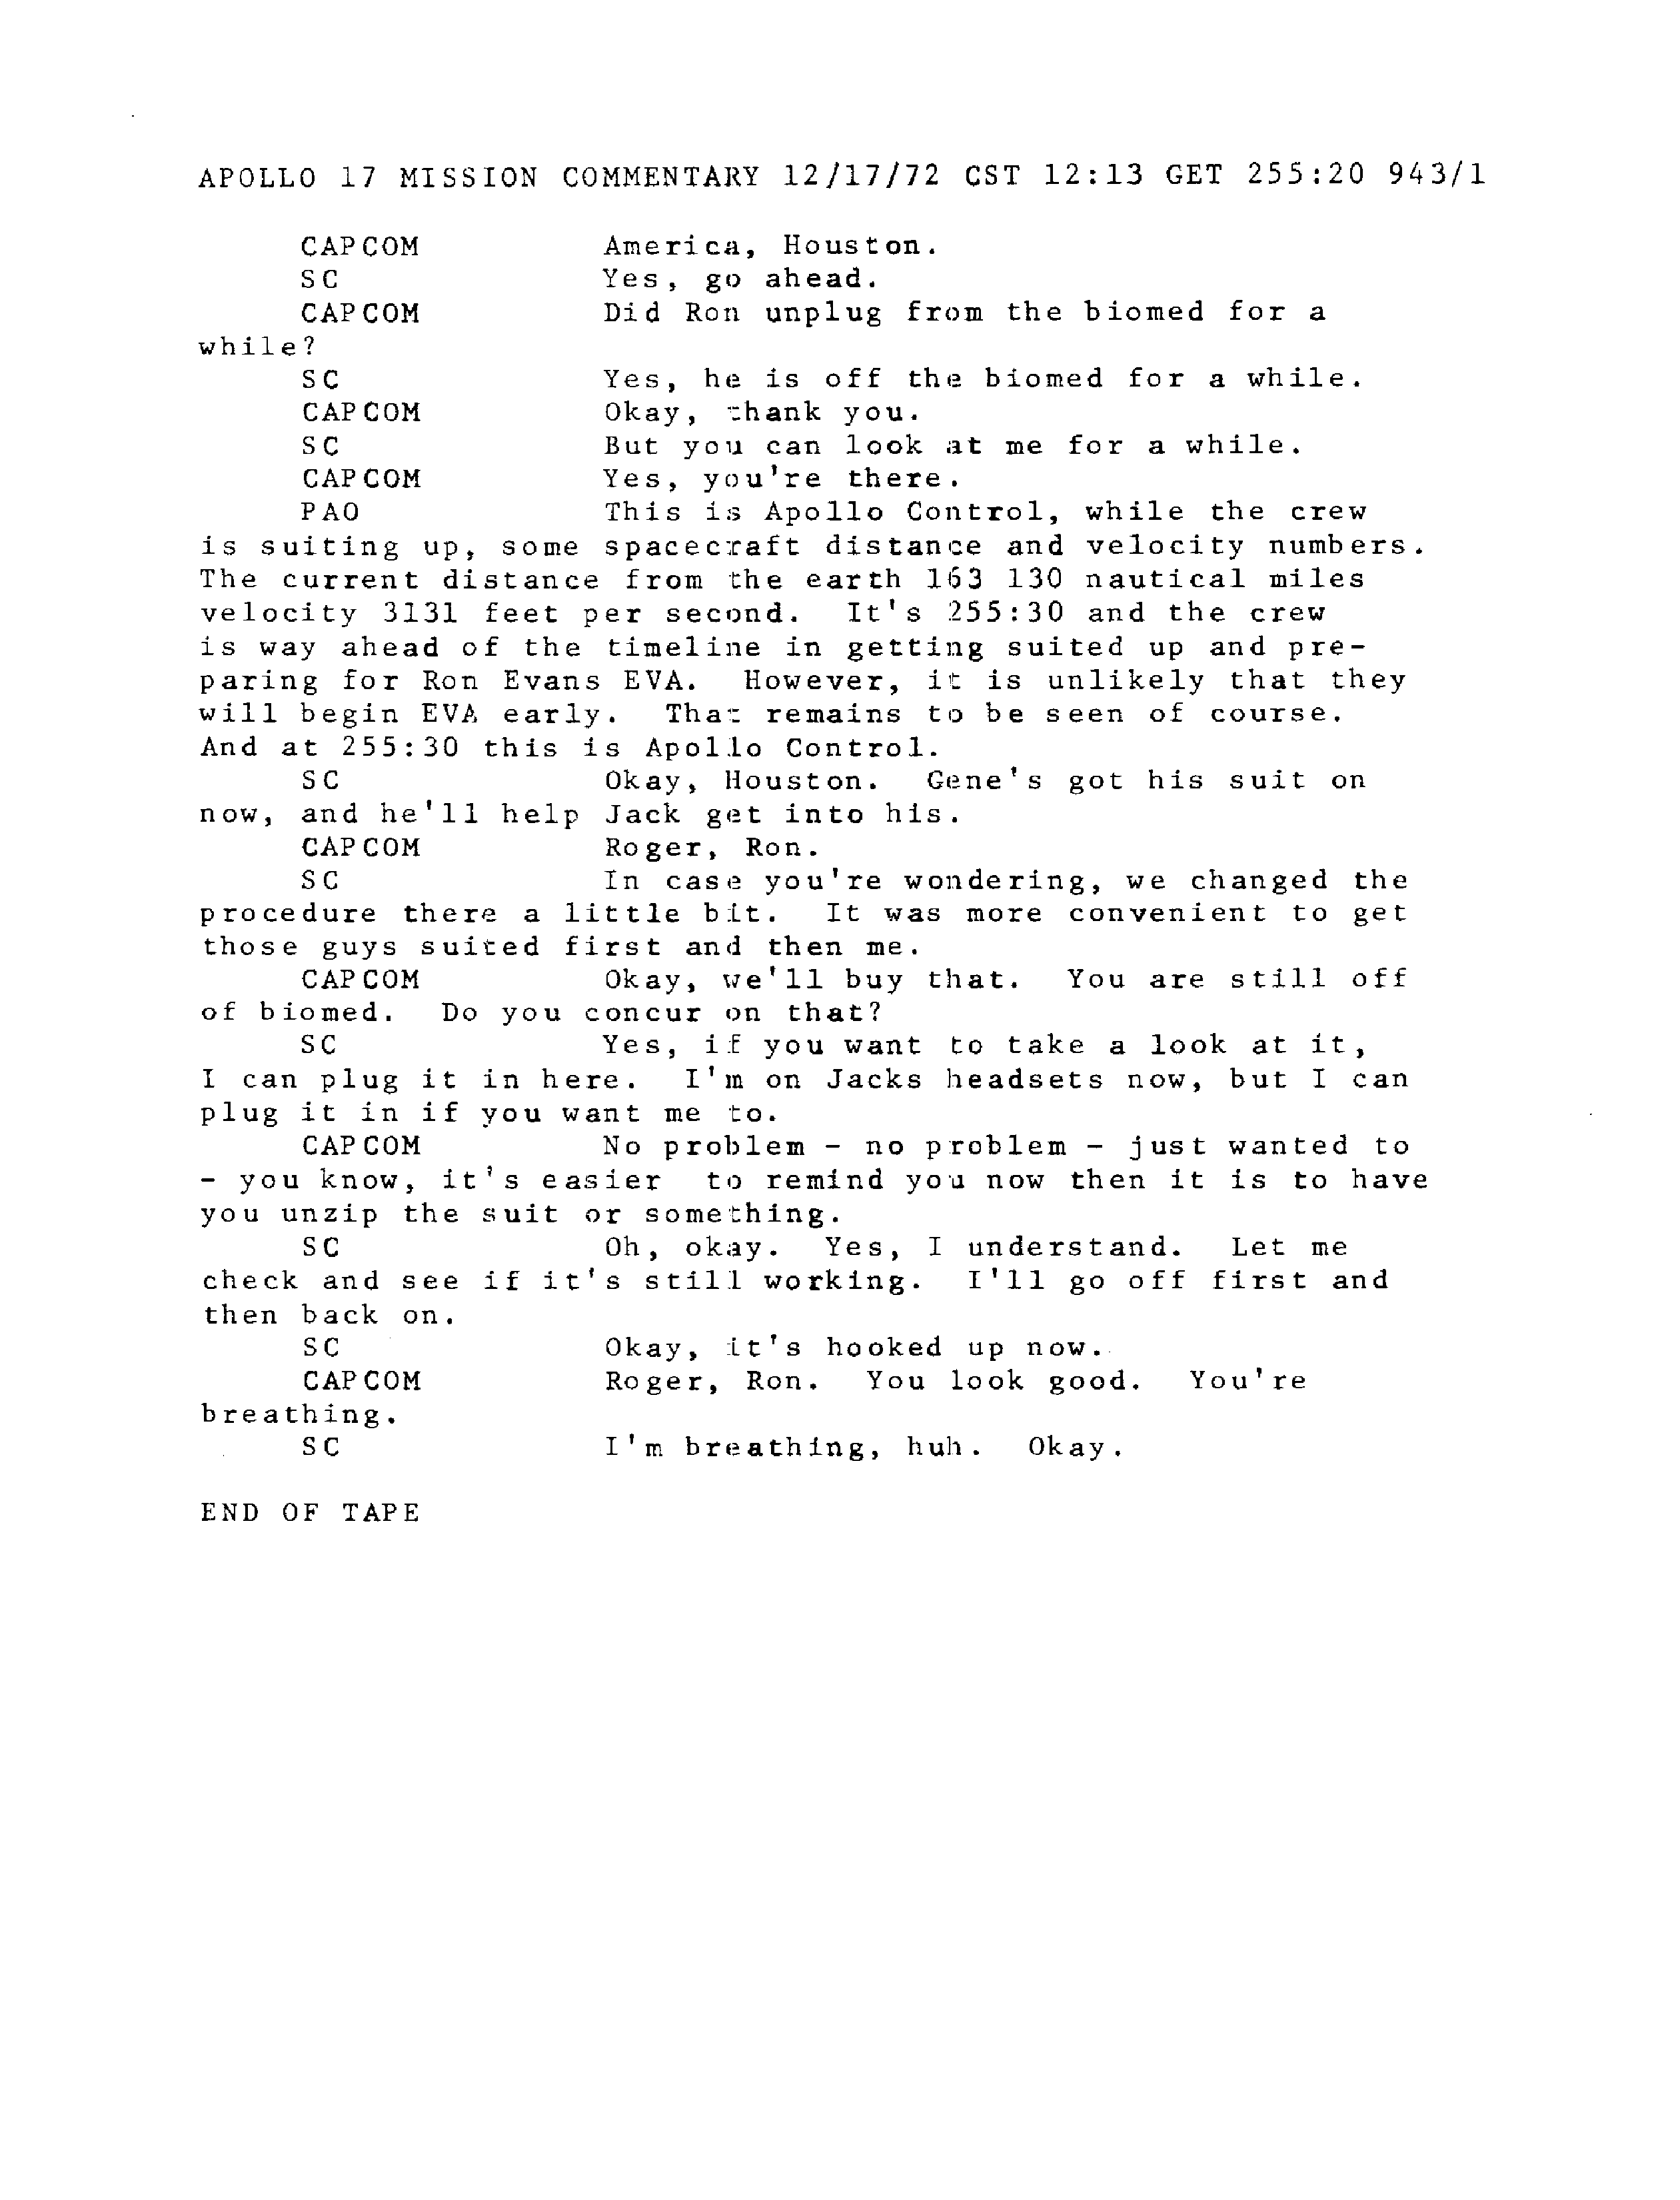 APOLLO 17 MISSION COMMENTARY 12/17/72 CST 12:13 GET 255:20 943/1
CAPCOM America, Houston.
SC Yes, go ahead.
CAPCOM Did Ron unplug from the biomed for a
while?
SC Yes, he is off the biomed for a while.
CAPCOM Okay, thank you.
SC But you can look at me for a while.
CAPCOM Yes, you're there.
PAO This is Apollo Control, while the crew
is suiting up, some spacecraft distance and velocity numbers.
The current distance from the earth 163 130 nautical miles
velocity 3131 feet per second. It's 255:30 and the crew
is way ahead of the timeline in getting suited up and pre-
paring for Ron Evans EVA. However, it is unlikely that they
will begin EVA early. That remains to be seen of course.
And at 255:30 this is Apollo Control.
SC Okay, Houston. Gene's got his suit on
now, and he'll help Jack get into his.
CAPCOM Roger, Ron.
SC In case you're wondering, we changed the
procedure there a little bit. It was more convenient to get
those guys suited first and then me.
CAPCOM Okay, we'll buy that. You are still off
of biomed. Do you concur on that?
SC Yes, if you want to take a look at it,
I can plug it in here. I'm on Jacks headsets now, but I can
plug it in if you want me to.
CAPCOM No problem - no problem - just wanted to
- you know, it's easier to remind you now then it is to have
you unzip the suit or something.
SC Oh, okay. Yes, I understand. Let me
check and see if it's still working. I'll go off first and
then back on.
SC Okay, it's hooked up now.
CAPCOM Roger, Ron. You look good. You're
breathing.
SC I'm breathing, huh. Okay.
END OF TAPE